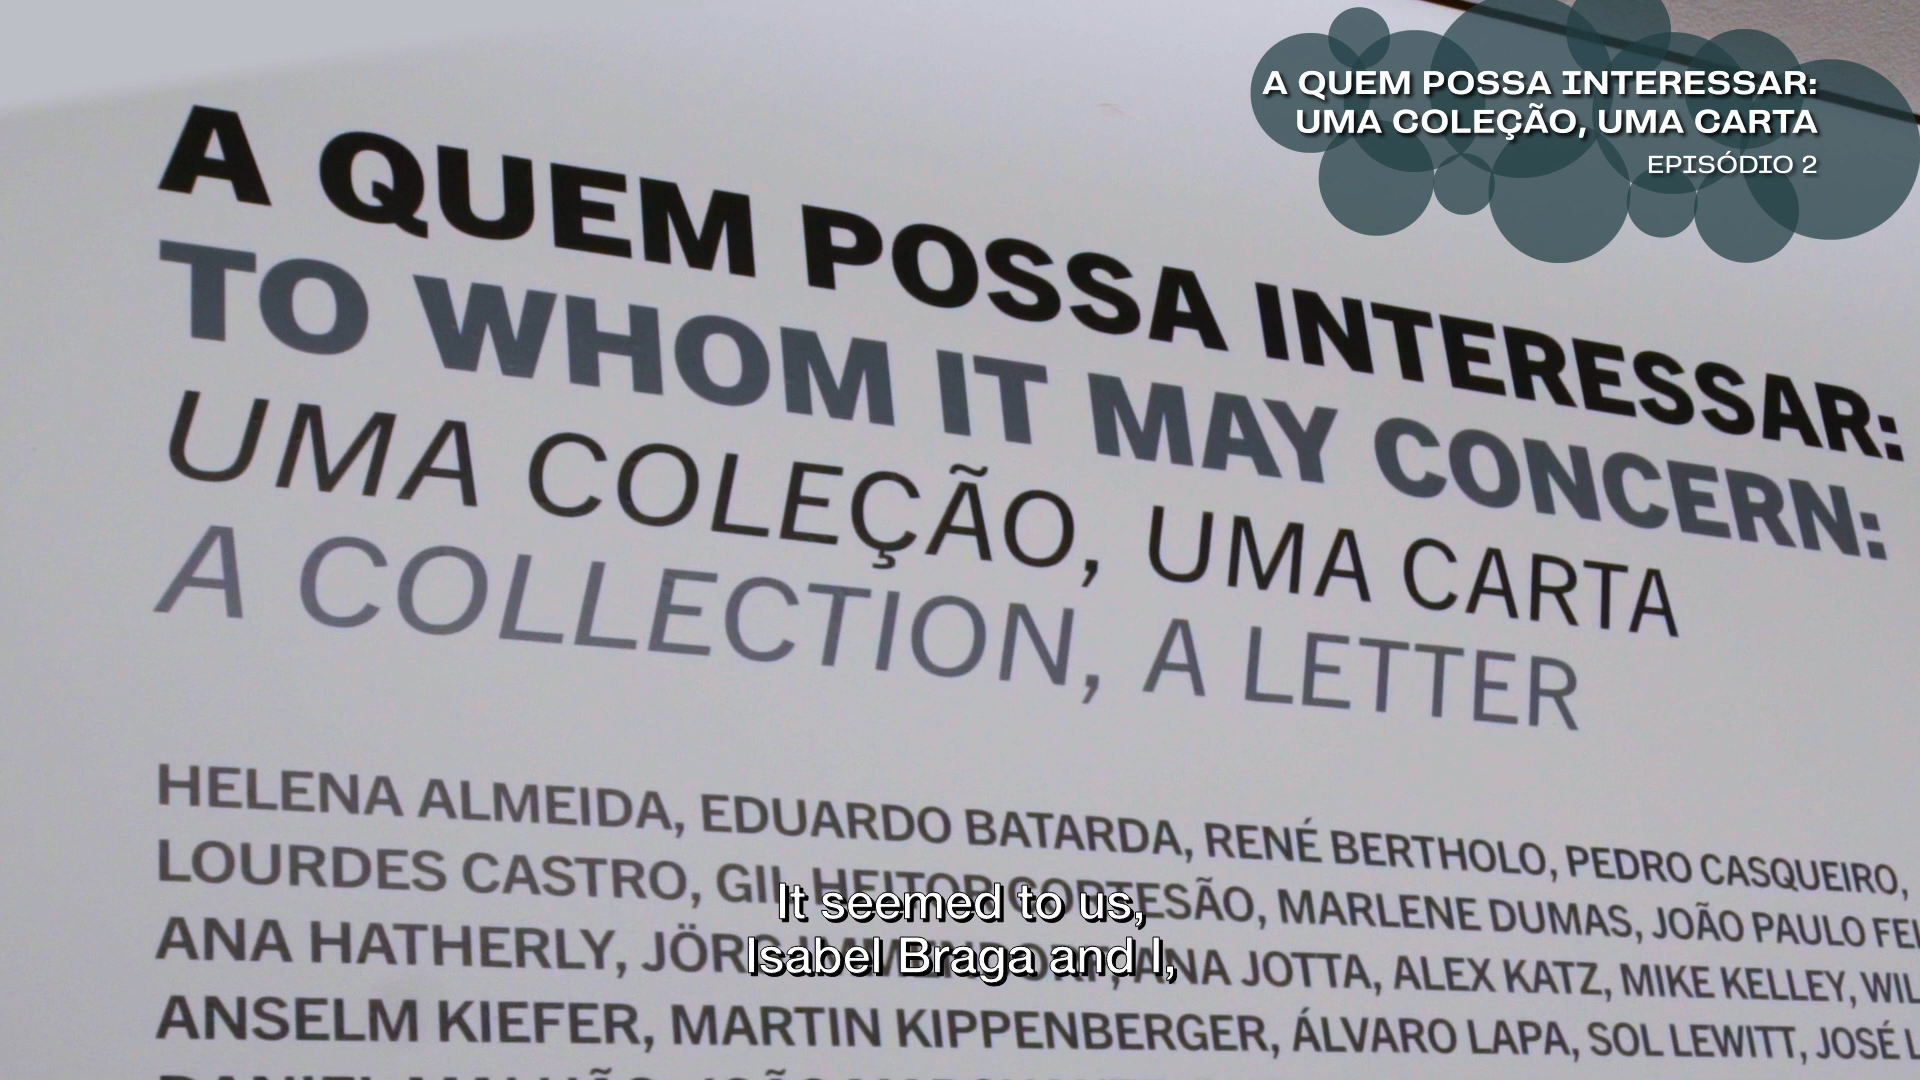 A QUEM POSSA INTERESSAR:
UMA COLEÇÃO, UMA CARTA
EPISÓDIO 2
A QUEM POSSA INTERESSAR:
TO WHOM IT MAY CONCERN:
UMA COLEÇÃO, UMA CARTA
A COLLECTION, A LETTER
HELENA ALMEIDA, EDUARDO BATARDA, RENÉ BERTHOLO, PEDRO CASQUEIRO,
LOURDES CASTRO, GIL HEITOR CORTESÃO, MARLENE DUMAS, JOÃO PAULO
ANA HATHERLY, JÖRG ANA JOTTA, ALEX KATZ, MIKE KELLEY,
ANSELM KIEFER, MARTIN KIPPENBERGER, ÁLVARO LAPA, SOL LEWITT, JOSÉ
It seemed to us,
Isabel Braga and I,